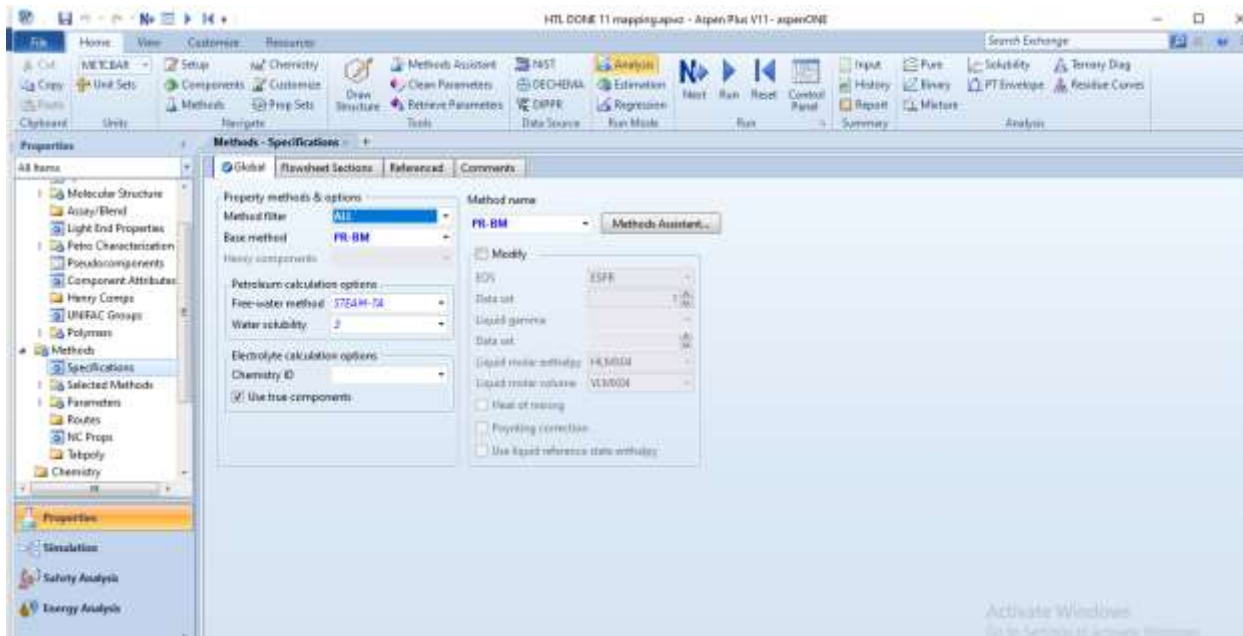 HTL DONE 11 mapping.apwz - Aspen Plus V11 - aspenONE
File Home View Customize Resources
Search Exchange
Cut METCBAR Setup Chemistry Methods Assistant NIST Analysis Input Pure Solubility Ternary Diag
Copy Unit Sets Components Customize Clean Parameters DECHEMA Estimation History Binary PT Envelope Residue Curves
Paste Methods Prop Sets Draw Structure Retrieve Parameters DIPPR Regression Next Run Reset Control Panel Report Mixture
Clipboard Units Navigate Tools Data Source Run Mode Run Summary Analysis
Properties
All Items
Molecular Structure
Assay/Blend
Light End Properties
Petro Characterization
Pseudocomponents
Component Attributes
Henry Comps
UNIFAC Groups
Polymers
Methods
Specifications
Selected Methods
Parameters
Routes
NC Props
Tabpoly
Chemistry
Properties
Simulation
Safety Analysis
Energy Analysis
Methods - Specifications +
Global Flowsheet Sections Referenced Comments
Property methods & options
Method filter ALL
Base method PR-BM
Henry components
Petroleum calculation options
Free-water method STEAM-TA
Water solubility 3
Electrolyte calculation options
Chemistry ID
Use true components
Method name
PR-BM Methods Assistant...
Modify
EOS ESPR
Data set 1
Liquid gamma
Data set
Liquid molar enthalpy
Liquid molar volume
Heat of mixing
Poynting correction
Use liquid reference state enthalpy
Activate Windows